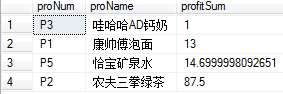 proNum proName profitSum
1 P3 哇哈哈AD钙奶 1
2 P1 康帅傅泡面 13
3 P5 恰宝矿泉水 14.6999998092651
4 P2 农夫三拳绿茶 87.5